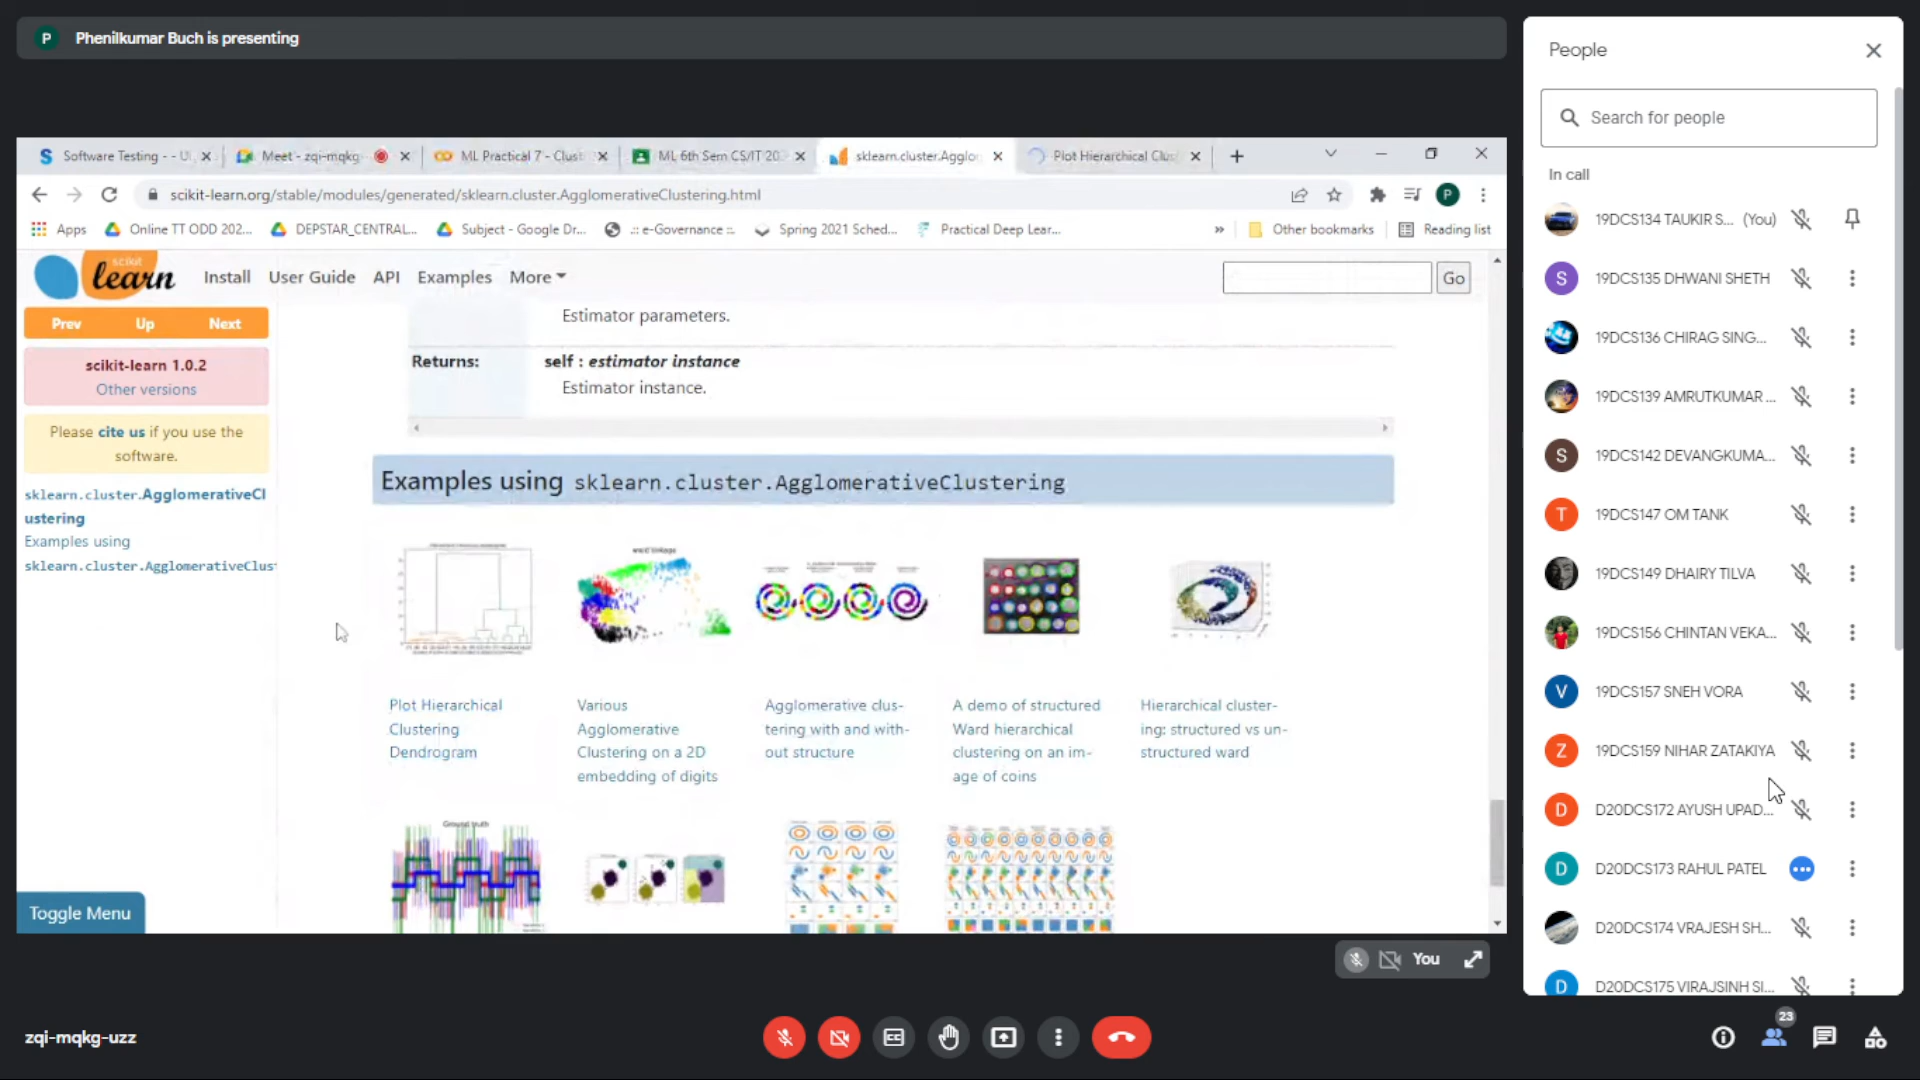 P Phenilkumar Buch is presenting
Software Testing - - U
Meet - zqi-mqkg
ML Practical 7 - Clust
ML 6th Sem CS/IT 20
sklearn.cluster.Agglo
Plot Hierarchical Clus
scikit-learn.org/stable/modules/generated/sklearn.cluster.AgglomerativeClustering.html
P
Apps
Online TT ODD 202...
DEPSTAR_CENTRAL...
Subject - Google Dr...
.:: e-Governance ::.
Spring 2021 Sched...
Practical Deep Lear...
»
Other bookmarks
Reading list
scikit
learn
Install User Guide API Examples More
Go
Prev Up Next
scikit-learn 1.0.2
Other versions
Please cite us if you use the
software.
sklearn.cluster.AgglomerativeCl
ustering
Examples using
sklearn.cluster.AgglomerativeClus
Toggle Menu
Estimator parameters.
Returns: self : estimator instance
Estimator instance.
Examples using sklearn.cluster.AgglomerativeClustering
ward linkage
Plot Hierarchical
Clustering
Dendrogram
Various
Agglomerative
Clustering on a 2D
embedding of digits
Agglomerative clus-
tering with and with-
out structure
A demo of structured
Ward hierarchical
clustering on an im-
age of coins
Hierarchical cluster-
ing: structured vs un-
structured ward
Ground truth
You
zqi-mqkg-uzz
CC
People
Search for people
In call
19DCS134 TAUKIR S... (You)
S 19DCS135 DHWANI SHETH
19DCS136 CHIRAG SING...
19DCS139 AMRUTKUMAR ...
S 19DCS142 DEVANGKUMA...
T 19DCS147 OM TANK
19DCS149 DHAIRY TILVA
19DCS156 CHINTAN VEKA...
V 19DCS157 SNEH VORA
Z 19DCS159 NIHAR ZATAKIYA
D D20DCS172 AYUSH UPAD...
D D20DCS173 RAHUL PATEL
D20DCS174 VRAJESH SH...
D D20DCS175 VIRAJSINH SI...
23